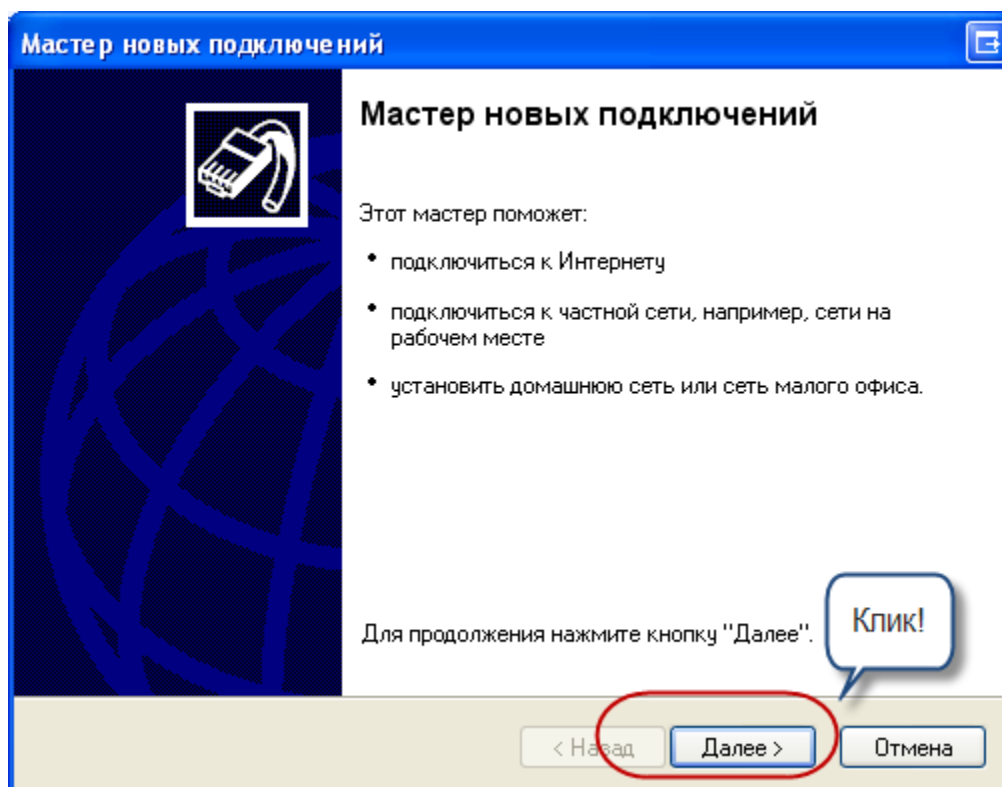 Мастер новых подключений
Мастер новых подключений
Этот мастер поможет:
• подключиться к Интернету
• подключиться к частной сети, например, сети на
рабочем месте
• установить домашнюю сеть или сеть малого офиса.
Для продолжения нажмите кнопку "Далее".
Клик!
< Назад
Далее >
Отмена